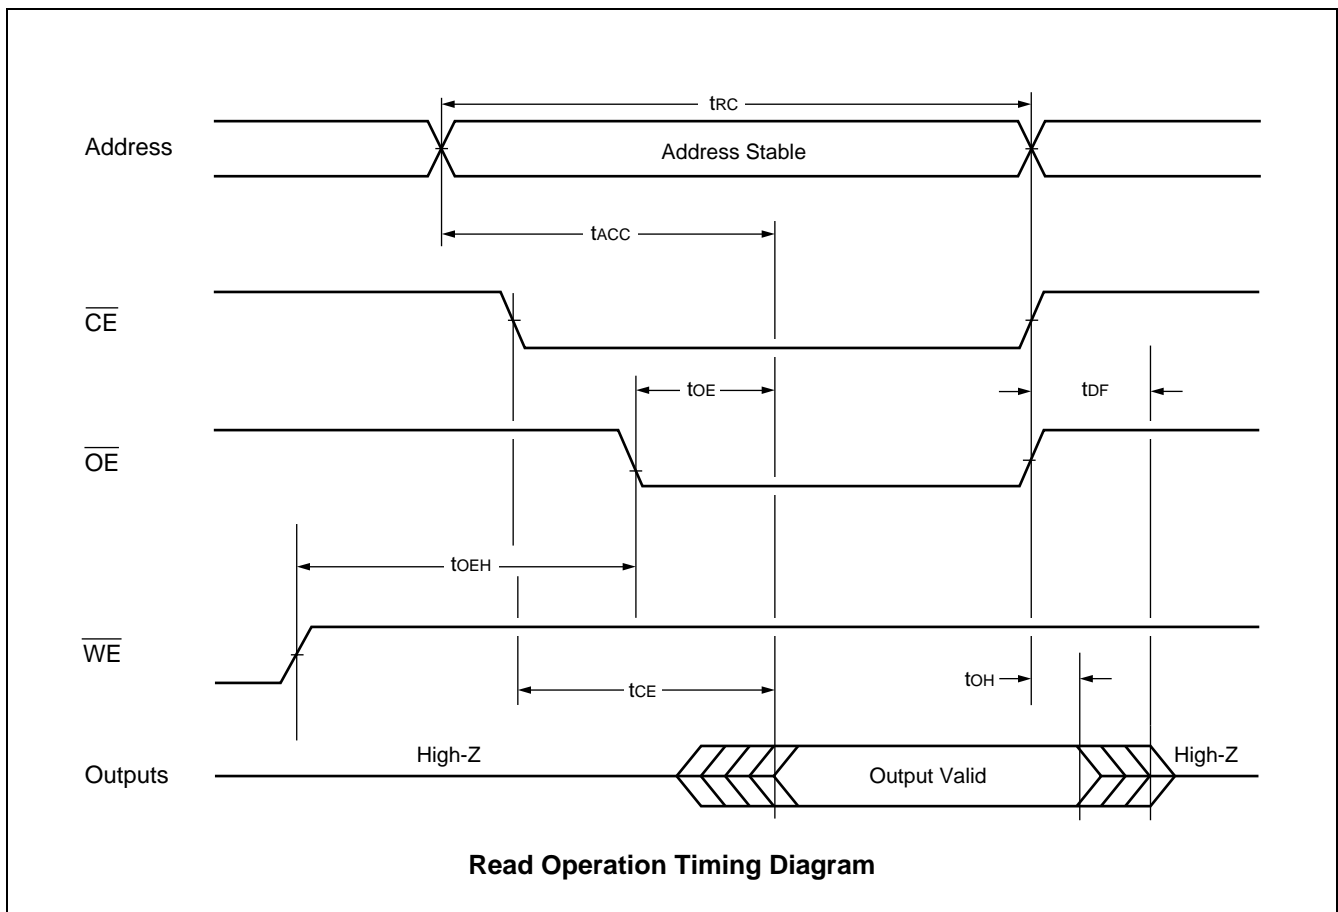 tRC
Address
Address Stable
tACC
CE
tOE
tDF
OE
tOEH
WE
tCE
tOH
High-Z
High-Z
Outputs
Output Valid
Read Operation Timing Diagram